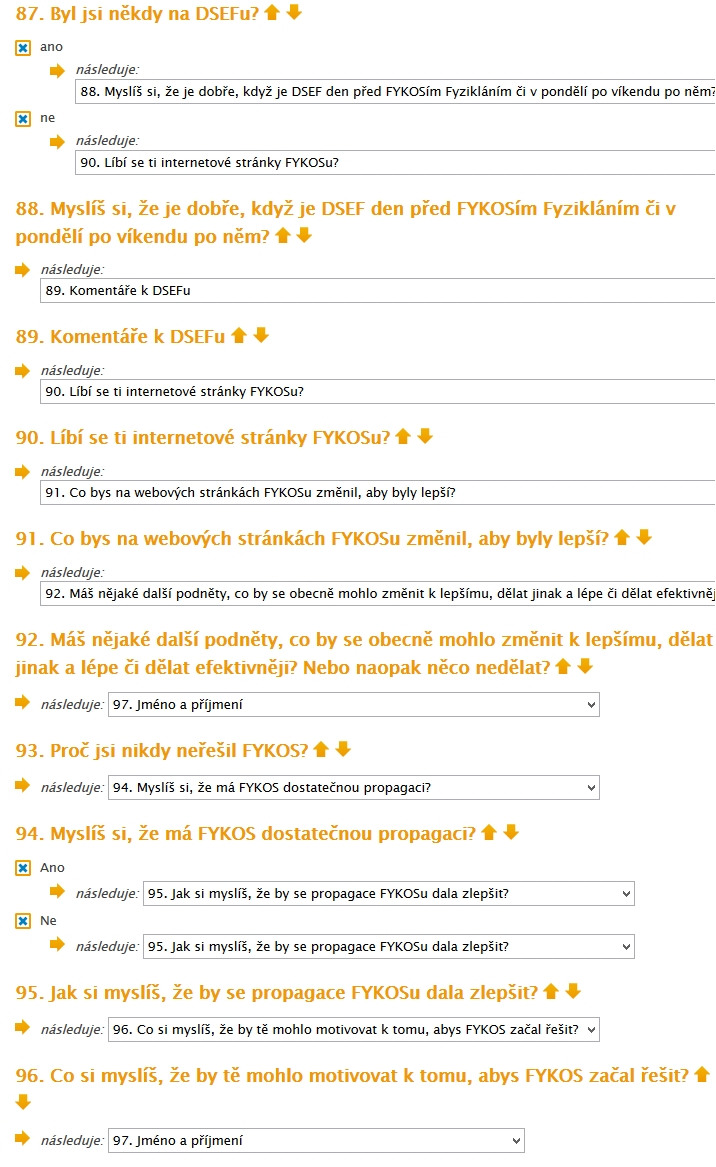 87. Byl jsi někdy na DSEFu?
ano
následuje:
88. Myslíš si, že je dobře, když je DSEF den před FYKOSím Fyzikláním či v pondělí po víkendu po něm?
ne
následuje:
90. Líbí se ti internetové stránky FYKOSu?
88. Myslíš si, že je dobře, když je DSEF den před FYKOSím Fyzikláním či v
pondělí po víkendu po něm?
následuje:
89. Komentáře k DSEFu
89. Komentáře k DSEFu
následuje:
90. Líbí se ti internetové stránky FYKOSu?
90. Líbí se ti internetové stránky FYKOSu?
následuje:
91. Co bys na webových stránkách FYKOSu změnil, aby byly lepší?
91. Co bys na webových stránkách FYKOSu změnil, aby byly lepší?
následuje:
92. Máš nějaké další podněty, co by se obecně mohlo změnit k lepšímu, dělat jinak a lépe či dělat efektivněj
92. Máš nějaké další podněty, co by se obecně mohlo změnit k lepšímu, dělat
jinak a lépe či dělat efektivněji? Nebo naopak něco nedělat?
následuje: 97. Jméno a příjmení
93. Proč jsi nikdy neřešil FYKOS?
následuje: 94. Myslíš si, že má FYKOS dostatečnou propagaci?
94. Myslíš si, že má FYKOS dostatečnou propagaci?
Ano
následuje: 95. Jak si myslíš, že by se propagace FYKOSu dala zlepšit?
Ne
následuje: 95. Jak si myslíš, že by se propagace FYKOSu dala zlepšit?
95. Jak si myslíš, že by se propagace FYKOSu dala zlepšit?
následuje: 96. Co si myslíš, že by tě mohlo motivovat k tomu, abys FYKOS začal řešit?
96. Co si myslíš, že by tě mohlo motivovat k tomu, abys FYKOS začal řešit?
následuje: 97. Jméno a příjmení